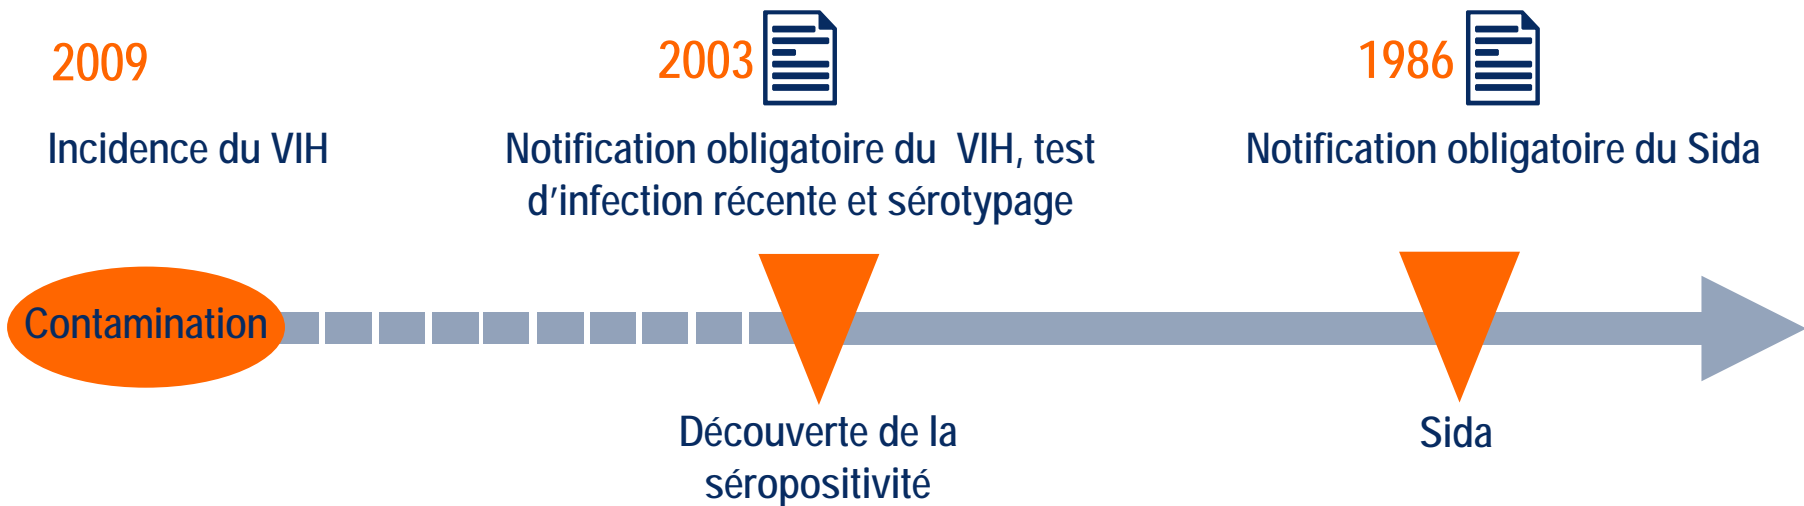 2009
Incidence du VIH
2003
Notification obligatoire du VIH, test
d'infection récente et sérotypage
1986
Notification obligatoire du Sida
Contamination
Découverte de la
séropositivité
Sida